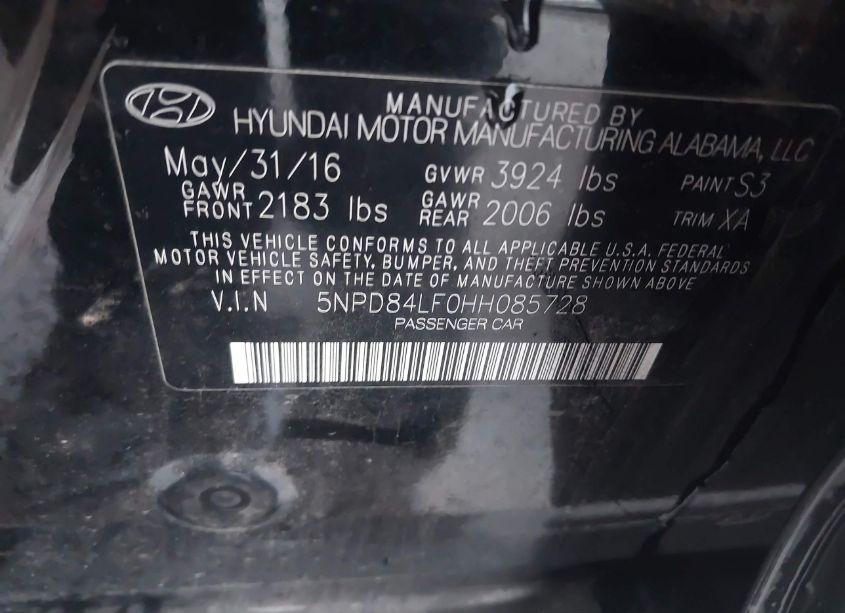 MANUFACTURED BY
HYUNDAI MOTOR MANUFACTURING ALABAMA, LLC
May/31/16 GVWR 3924 lbs PAINT S3
GAWR FRONT 2183 lbs GAWR REAR 2006 lbs TRIM XA
THIS VEHICLE CONFORMS TO ALL APPLICABLE U.S.A. FEDERAL
MOTOR VEHICLE SAFETY, BUMPER, AND THEFT PREVENTION STANDARDS
IN EFFECT ON THE DATE OF MANUFACTURE SHOWN ABOVE
V.I.N 5NPD84LF0HH085728
PASSENGER CAR